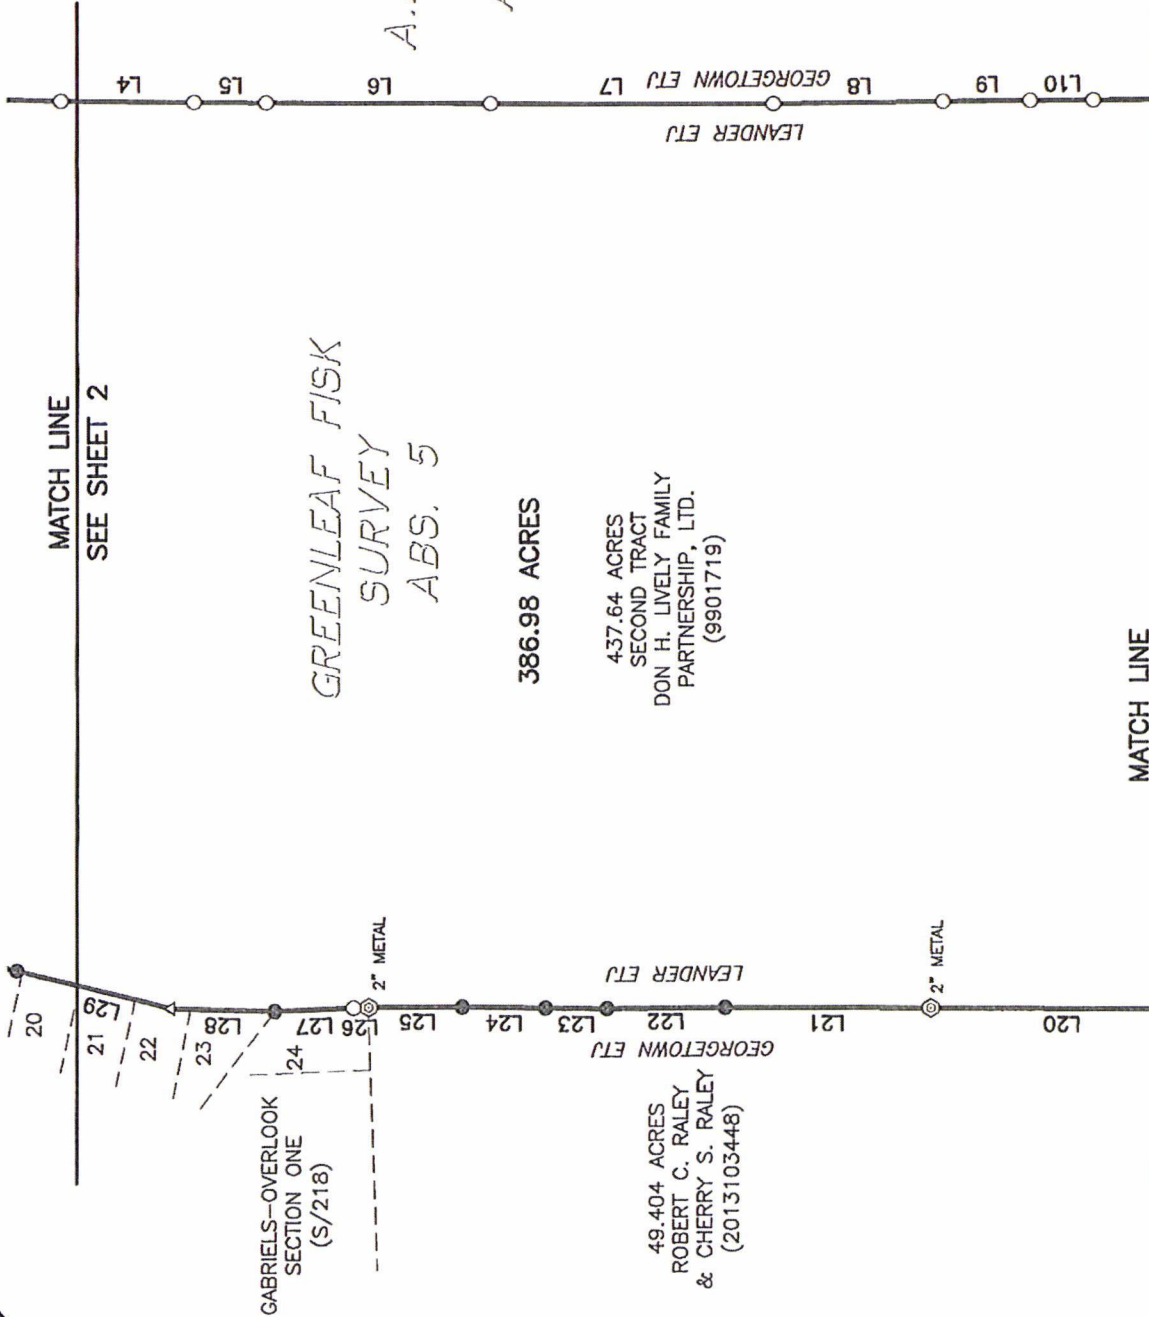 MATCH LINE
SEE SHEET 2
A.
L4
L5
L6
L7
GEORGETOWN ETJ
L8
L9
L10
LEANDER ETJ
GREENLEAF FISK
SURVEY
ABS. 5
386.98 ACRES
437.64 ACRES
SECOND TRACT
DON H. LIVELY FAMILY
PARTNERSHIP, LTD.
(9901719)
20
21
22
23
24
L29
L28
L27
L26
L25
L24
L23
L22
L21
L20
2" METAL
2" METAL
LEANDER ETJ
GEORGETOWN ETJ
GABRIELS-OVERLOOK
SECTION ONE
(S/218)
49.404 ACRES
ROBERT C. RALEY
& CHERRY S. RALEY
(2013103448)
MATCH LINE